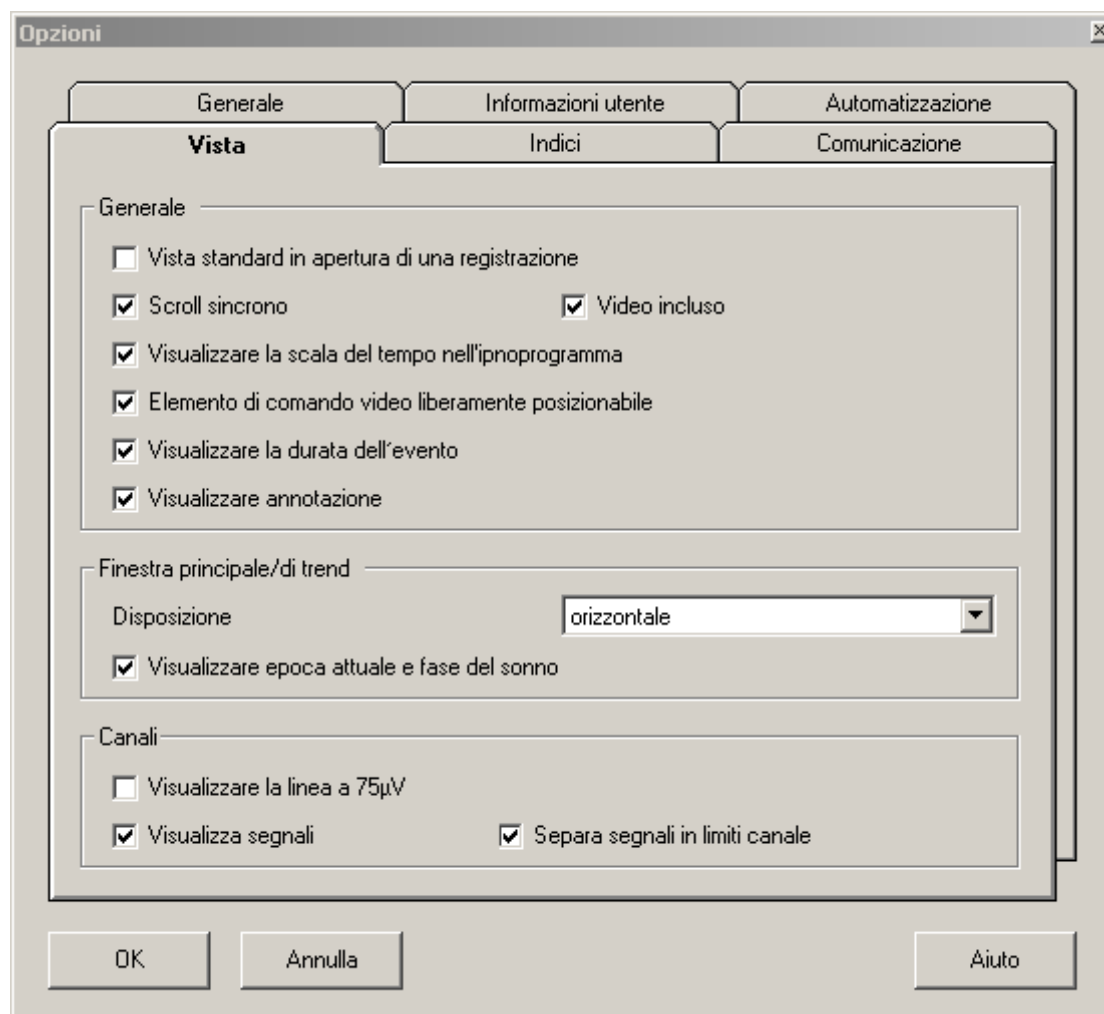 Opzioni
Generale Informazioni utente Automatizzazione
Vista Indici Comunicazione
Generale
Vista standard in apertura di una registrazione
Scroll sincrono Video incluso
Visualizzare la scala del tempo nell'ipnoprogramma
Elemento di comando video liberamente posizionabile
Visualizzare la durata dell´evento
Visualizzare annotazione
Finestra principale/di trend
Disposizione orizzontale
Visualizzare epoca attuale e fase del sonno
Canali
Visualizzare la linea a 75µV
Visualizza segnali Separa segnali in limiti canale
OK Annulla Aiuto